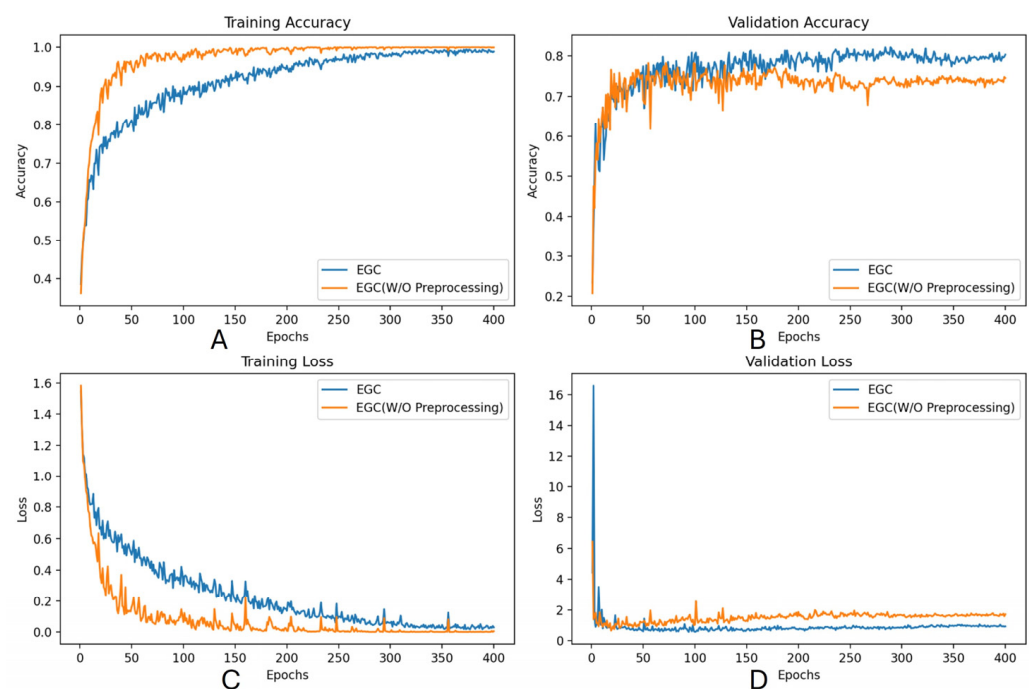 Training Accuracy
1.0
0.9
0.8
0.7
0.6
0.5
0.4
Accuracy
EGC
EGC(W/O Preprocessing)
0 50 100 150 200 250 300 350 400
Epochs
A
Validation Accuracy
0.8
0.7
0.6
0.5
0.4
0.3
0.2
Accuracy
EGC
EGC(W/O Preprocessing)
0 50 100 150 200 250 300 350 400
Epochs
B
Training Loss
1.6
1.4
1.2
1.0
0.8
0.6
0.4
0.2
0.0
Loss
EGC
EGC(W/O Preprocessing)
0 50 100 150 200 250 300 350 400
Epochs
C
Validation Loss
16
14
12
10
8
6
4
2
0
Loss
EGC
EGC(W/O Preprocessing)
0 50 100 150 200 250 300 350 400
Epochs
D